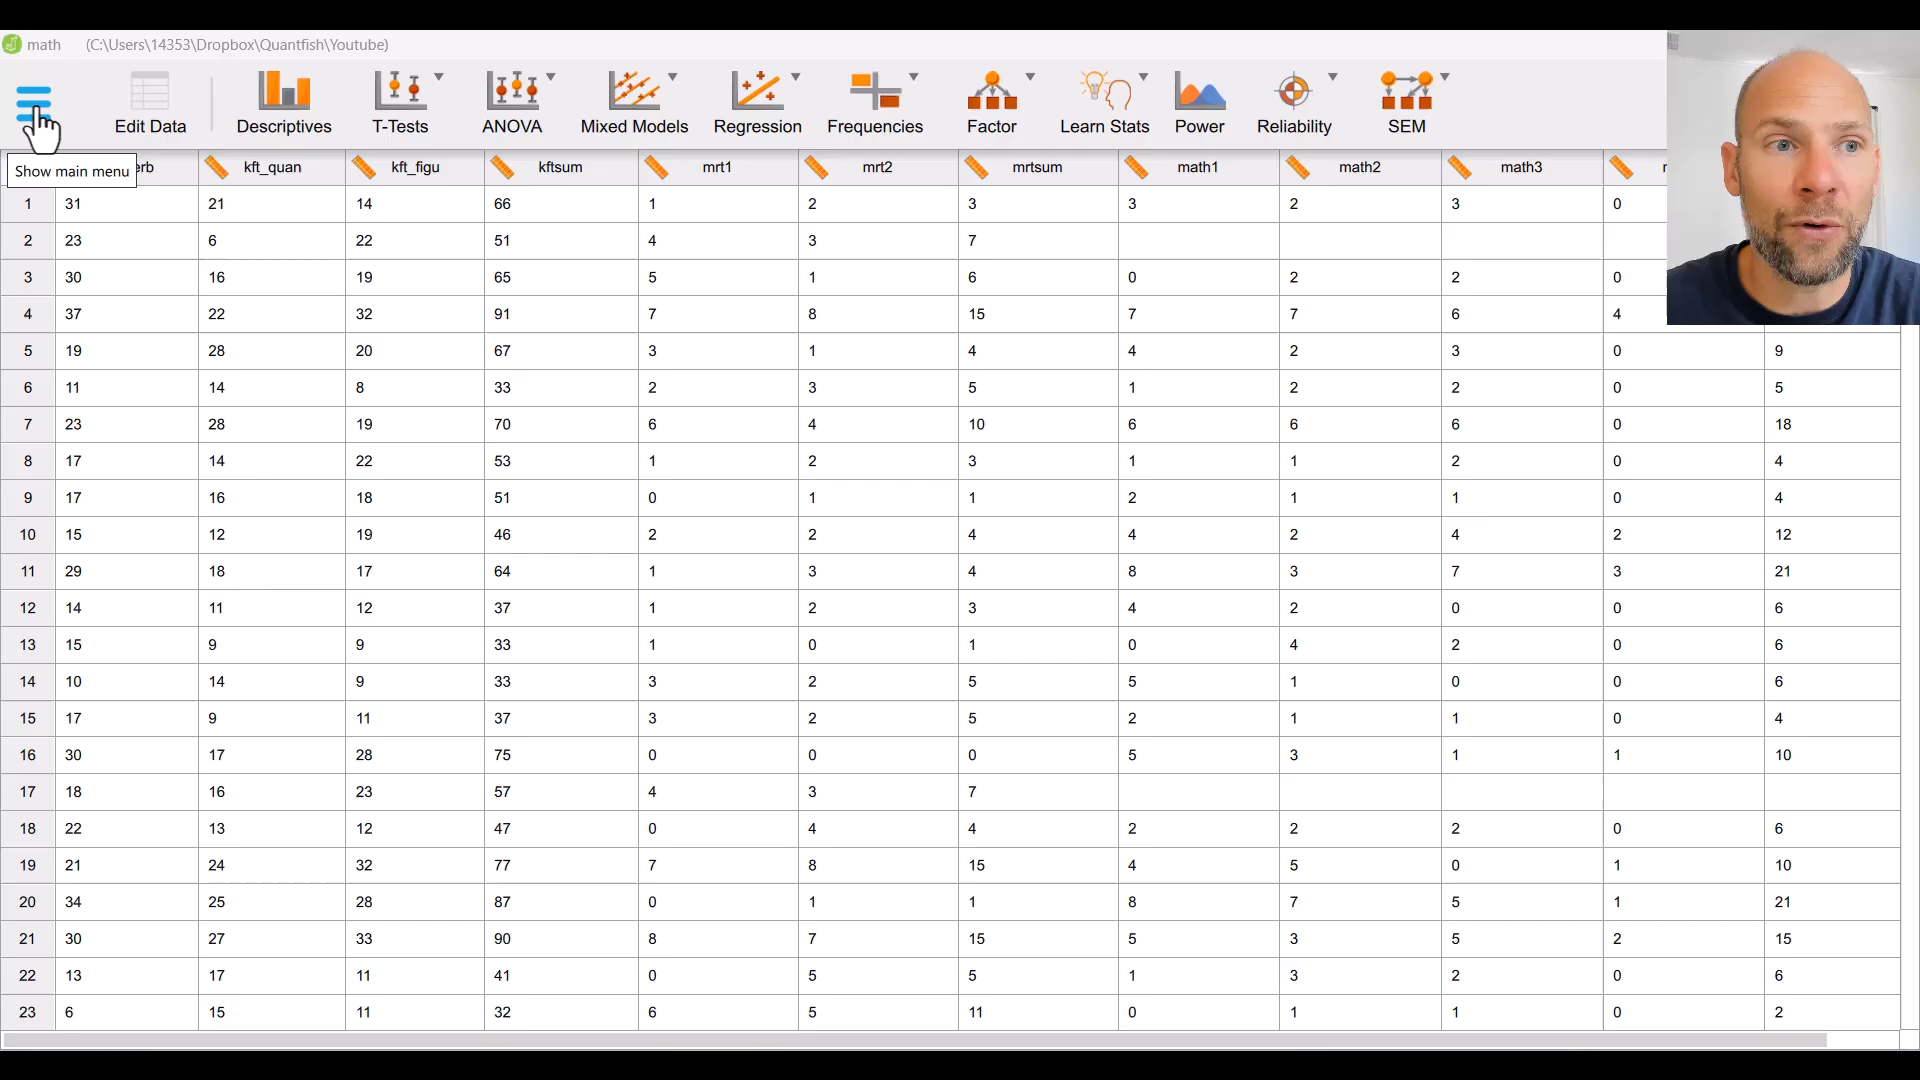 math (C:\Users\14353\Dropbox\Quantfish\Youtube)
Edit Data Descriptives T-Tests ANOVA Mixed Models Regression Frequencies Factor Learn Stats Power Reliability SEM
Show main menu
erb kft_quan kft_figu kftsum mrt1 mrt2 mrtsum math1 math2 math3
1 31 21 14 66 1 2 3 3 2 3 0
2 23 6 22 51 4 3 7
3 30 16 19 65 5 1 6 0 2 2 0
4 37 22 32 91 7 8 15 7 7 6 4
5 19 28 20 67 3 1 4 4 2 3 0 9
6 11 14 8 33 2 3 5 1 2 2 0 5
7 23 28 19 70 6 4 10 6 6 6 0 18
8 17 14 22 53 1 2 3 1 1 2 0 4
9 17 16 18 51 0 1 1 2 1 1 0 4
10 15 12 19 46 2 2 4 4 2 4 2 12
11 29 18 17 64 1 3 4 8 3 7 3 21
12 14 11 12 37 1 2 3 4 2 0 0 6
13 15 9 9 33 1 0 1 0 4 2 0 6
14 10 14 9 33 3 2 5 5 1 0 0 6
15 17 9 11 37 3 2 5 2 1 1 0 4
16 30 17 28 75 0 0 0 5 3 1 1 10
17 18 16 23 57 4 3 7
18 22 13 12 47 0 4 4 2 2 2 0 6
19 21 24 32 77 7 8 15 4 5 0 1 10
20 34 25 28 87 0 1 1 8 7 5 1 21
21 30 27 33 90 8 7 15 5 3 5 2 15
22 13 17 11 41 0 5 5 1 3 2 0 6
23 6 15 11 32 6 5 11 0 1 1 0 2